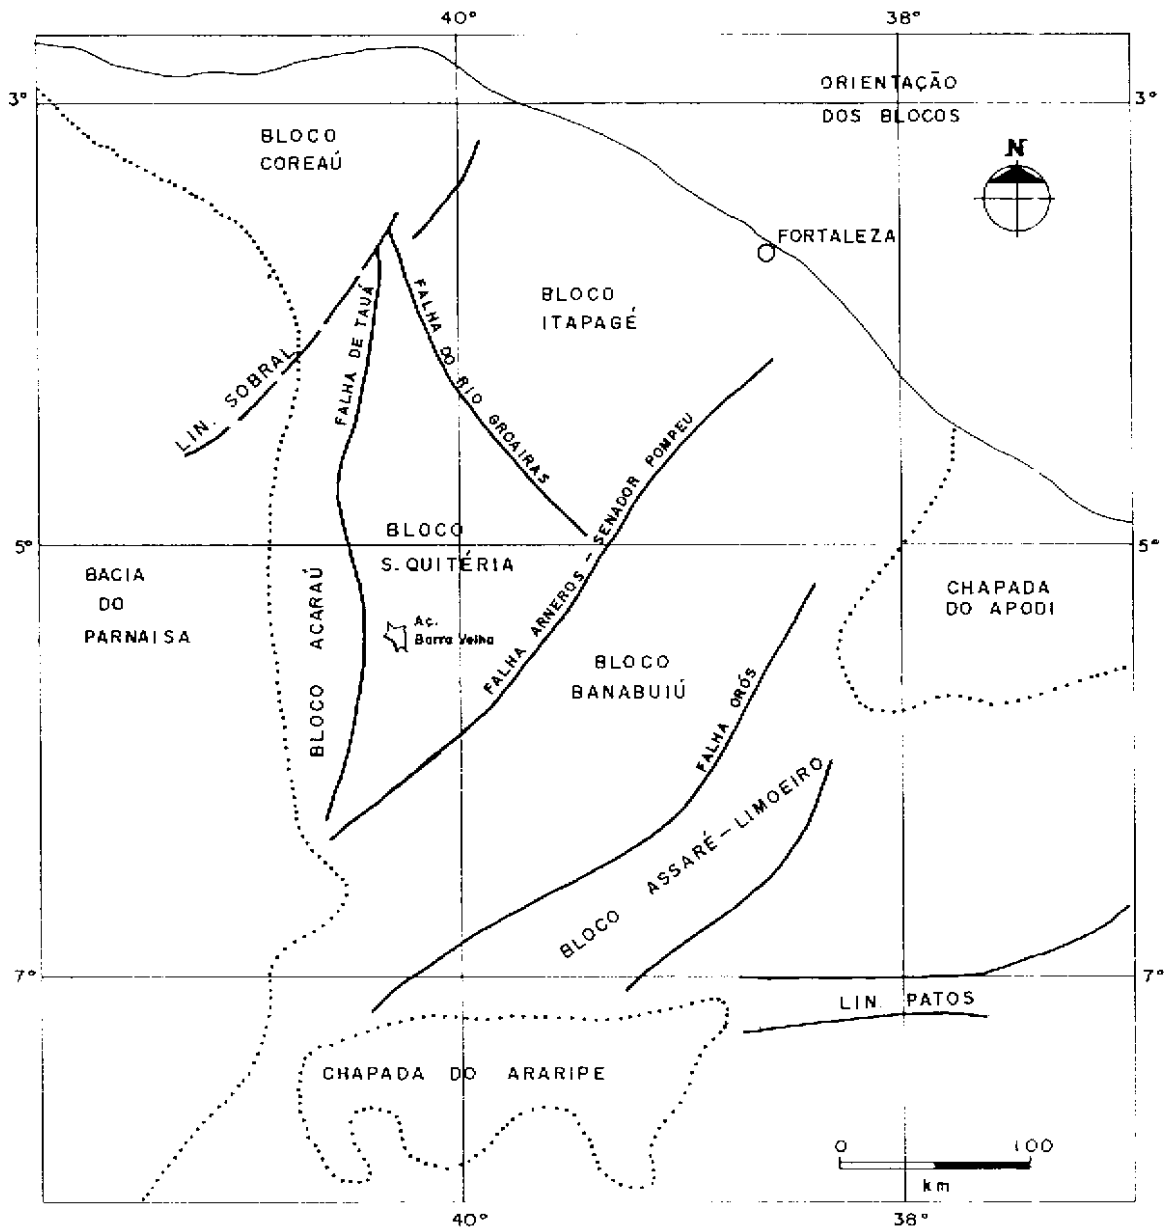 40°
38°
3°
3°
ORIENTAÇÃO
DOS BLOCOS
BLOCO
COREAÚ
N
FORTALEZA
BLOCO
ITAPAGÉ
FALHA DE TAUÁ
FALHA DO RIO GROAIRAS
LIN. SOBRAL
FALHA ARNEROS - SENADOR POMPEU
BLOCO
S. QUITÉRIA
5°
5°
BACIA
DO
PARNAISA
BLOCO ACARAÚ
Aç.
Barra Velha
CHAPADA
DO APODI
BLOCO
BANABUIÚ
FALHA ORÓS
BLOCO ASSARÉ - LIMOEIRO
7°
7°
LIN. PATOS
CHAPADA DO ARARIPE
0 100
km
40°
38°